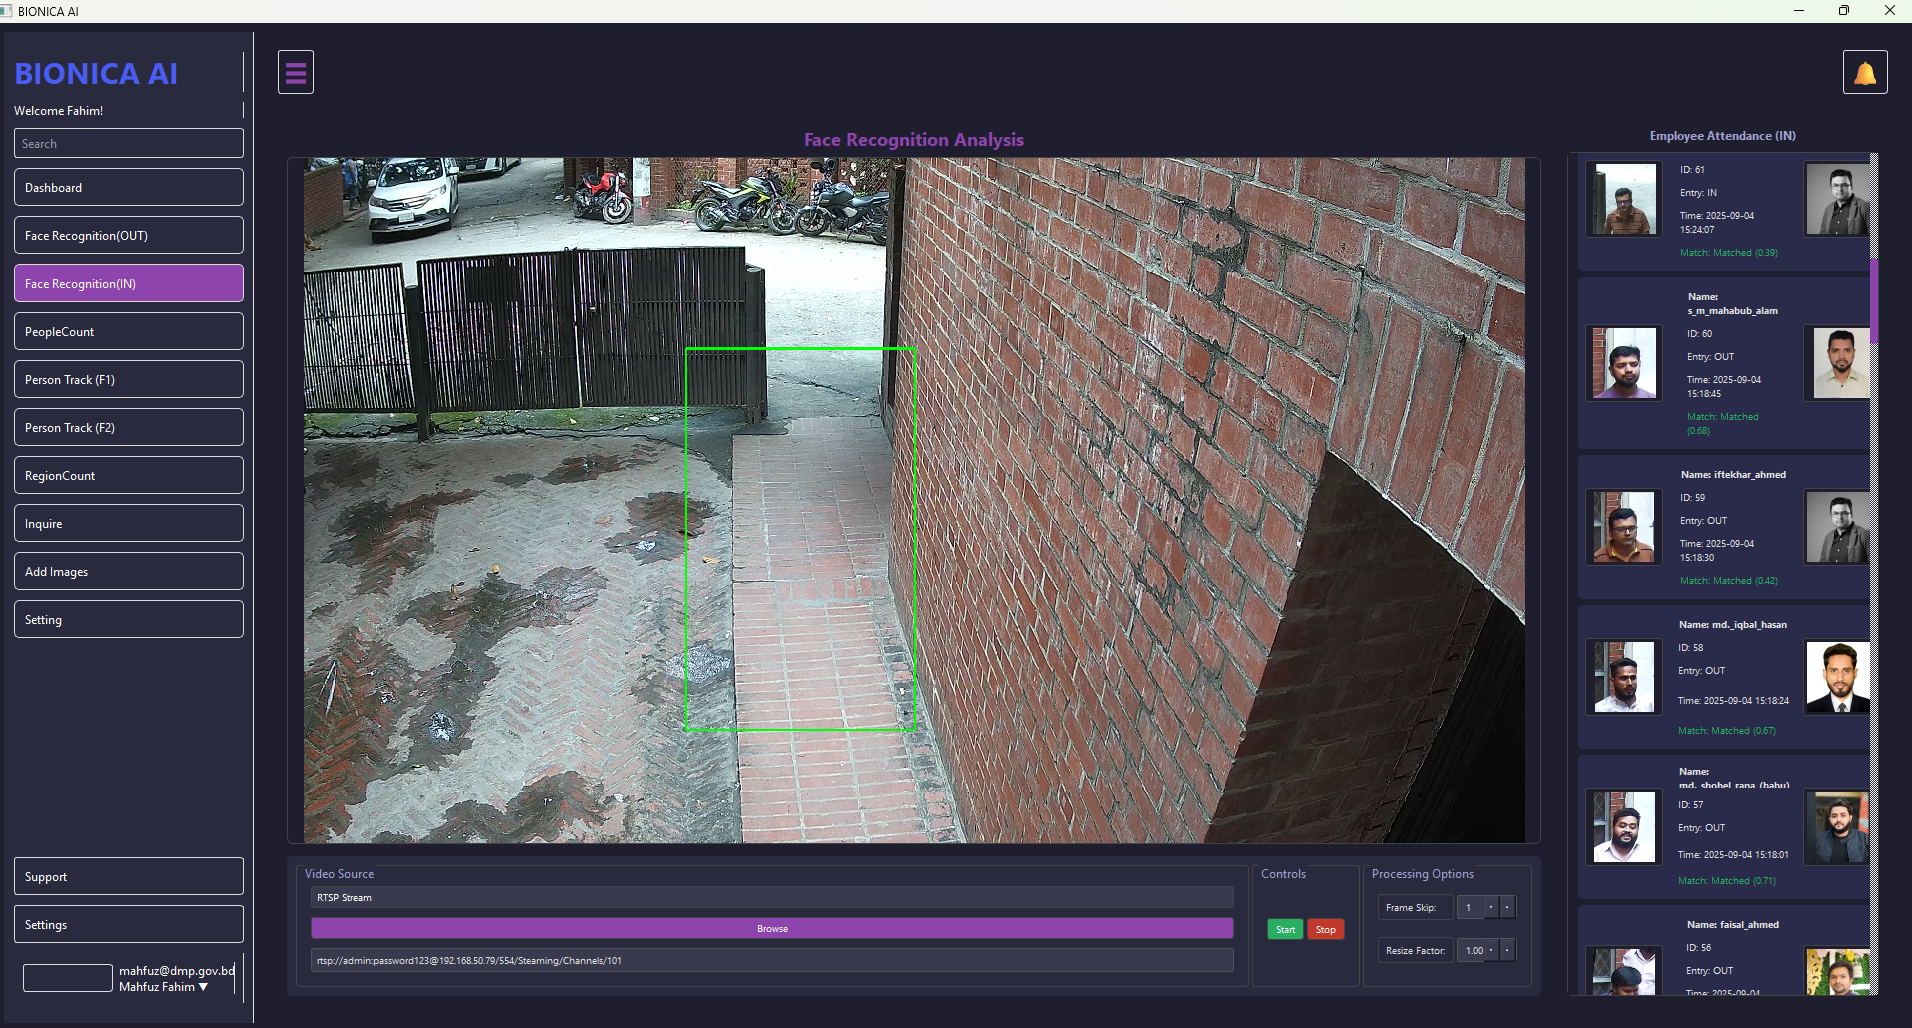 BIONICA AI
BIONICA AI
Welcome Fahim!
Search
Dashboard
Face Recognition(OUT)
Face Recognition(IN)
PeopleCount
Person Track (F1)
Person Track (F2)
RegionCount
Inquire
Add Images
Setting
Support
Settings
mahfuz@dmp.gov.bd
Mahfuz Fahim ▼
Face Recognition Analysis
Video Source
RTSP Stream
Browse
rtsp://admin:password123@192.168.50.79/554/Steaming/Channels/101
Controls
Start
Stop
Processing Options
Frame Skip:
1
Resize Factor:
1.00
Employee Attendance (IN)
ID: 61
Entry: IN
Time: 2025-09-04
15:24:07
Match: Matched (0.39)
Name:
s_m_mahabub_alam
ID: 60
Entry: OUT
Time: 2025-09-04
15:18:45
Match: Matched
(0.68)
Name: iftekhar_ahmed
ID: 59
Entry: OUT
Time: 2025-09-04
15:18:30
Match: Matched (0.42)
Name: md._iqbal_hasan
ID: 58
Entry: OUT
Time: 2025-09-04 15:18:24
Match: Matched (0.67)
Name:
md._shohel_rana_(babu)
ID: 57
Entry: OUT
Time: 2025-09-04 15:18:01
Match: Matched (0.71)
Name: faisal_ahmed
ID: 56
Entry: OUT
Time: 2025-09-04